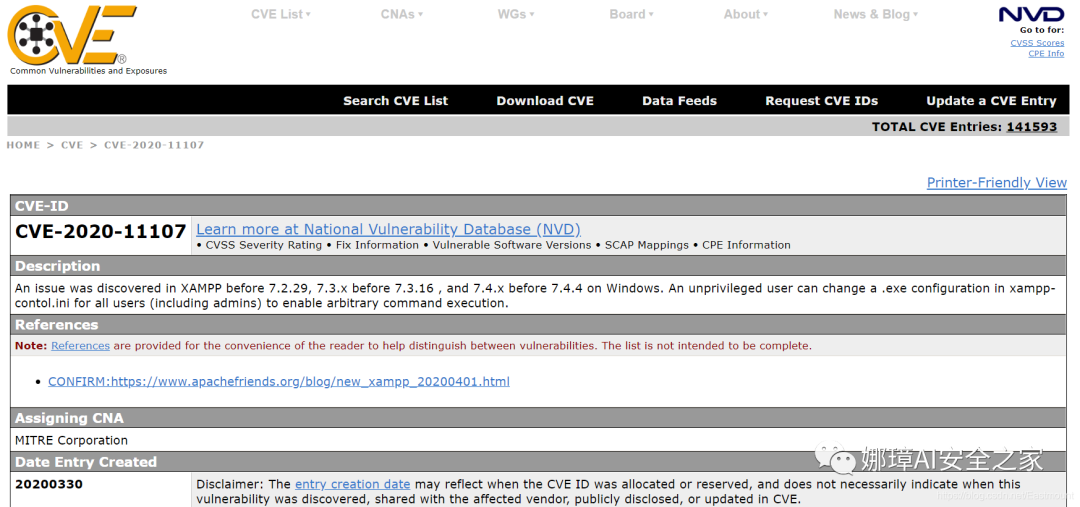 CVE List▾ CNAs▾ WGs▾ Board▾ About▾ News & Blog▾
CVE®
Common Vulnerabilities and Exposures
NVD
Go to for:
CVSS Scores
CPE Info
Search CVE List Download CVE Data Feeds Request CVE IDs Update a CVE Entry
TOTAL CVE Entries: 141593
HOME > CVE > CVE-2020-11107
Printer-Friendly View
CVE-ID
CVE-2020-11107
Learn more at National Vulnerability Database (NVD)
• CVSS Severity Rating • Fix Information • Vulnerable Software Versions • SCAP Mappings • CPE Information
Description
An issue was discovered in XAMPP before 7.2.29, 7.3.x before 7.3.16 , and 7.4.x before 7.4.4 on Windows. An unprivileged user can change a .exe configuration in xampp-
contol.ini for all users (including admins) to enable arbitrary command execution.
References
Note: References are provided for the convenience of the reader to help distinguish between vulnerabilities. The list is not intended to be complete.
• CONFIRM:https://www.apachefriends.org/blog/new_xampp_20200401.html
Assigning CNA
MITRE Corporation
Date Entry Created
20200330
Disclaimer: The entry creation date may reflect when the CVE ID was allocated or reserved, and does not necessarily indicate when this
vulnerability was discovered, shared with the affected vendor, publicly disclosed, or updated in CVE.
娜璋AI安全之家